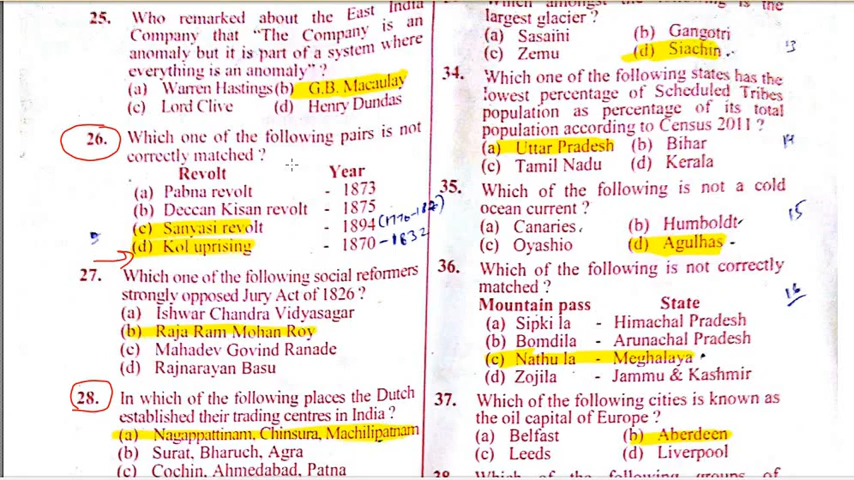 25. Who remarked about the East India
Company that "The Company is an
anomaly but it is part of a system where
everything is an anomaly" ?
(a) Warren Hastings (b) G.B. Macaulay
(c) Lord Clive (d) Henry Dundas
26. Which one of the following pairs is not
correctly matched ?
Revolt Year
(a) Pabna revolt - 1873
(b) Deccan Kisan revolt - 1875
(c) Sanyasi revolt - 1894
(d) Kol uprising - 1870 - 1832
27. Which one of the following social reformers
strongly opposed Jury Act of 1826 ?
(a) Ishwar Chandra Vidyasagar
(b) Raja Ram Mohan Roy
(c) Mahadev Govind Ranade
(d) Rajnarayan Basu
28. In which of the following places the Dutch
established their trading centres in India ?
(a) Nagappattinam, Chinsura, Machilipatnam
(b) Surat, Bharuch, Agra
(c) Cochin, Ahmedabad, Patna
largest glacier ?
(a) Sasaini (b) Gangotri
(c) Zemu (d) Siachin
34. Which one of the following states has the
lowest percentage of Scheduled Tribes
population as percentage of its total
population according to Census 2011 ?
(a) Uttar Pradesh (b) Bihar
(c) Tamil Nadu (d) Kerala
14
35. Which of the following is not a cold
ocean current ?
(a) Canaries (b) Humboldt
15
(c) Oyashio (d) Agulhas
36. Which of the following is not correctly
matched ?
16
Mountain pass State
(a) Sipki la - Himachal Pradesh
(b) Bomdila - Arunachal Pradesh
(c) Nathu la - Meghalaya
(d) Zojila - Jammu & Kashmir
37. Which of the following cities is known as
the oil capital of Europe ?
(a) Belfast (b) Aberdeen
(c) Leeds (d) Liverpool